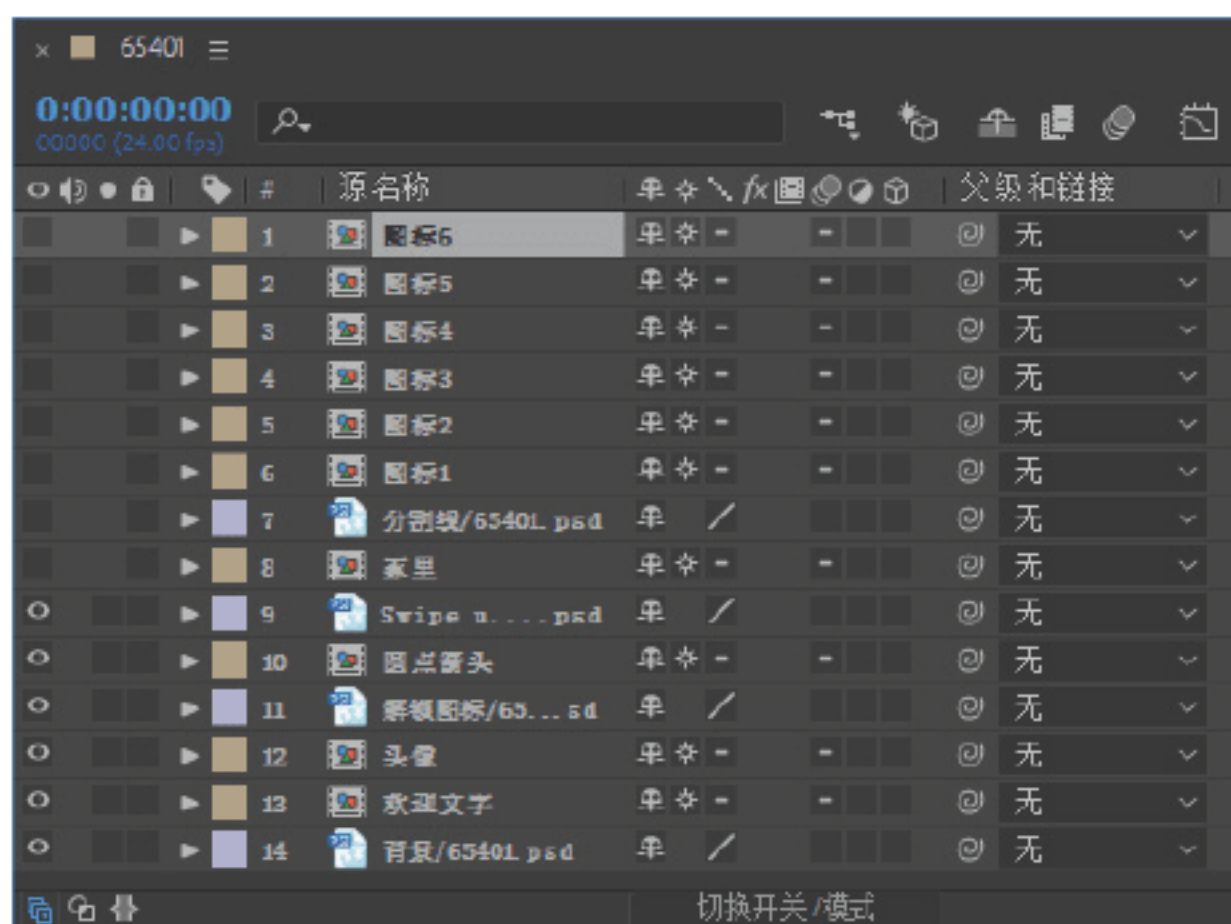 65401
0:00:00:00
00000 (24.00 fps)
# 源名称 fx 父级和链接
1 图标6 无
2 图标5 无
3 图标4 无
4 图标3 无
5 图标2 无
6 图标1 无
7 分割线/65401.psd 无
8 无
9 Swipe u....psd 无
10 圆点箭头 无
11 解锁图标/65...sd 无
12 头像 无
13 欢迎文字 无
14 背景/65401.psd 无
切换开关/模式